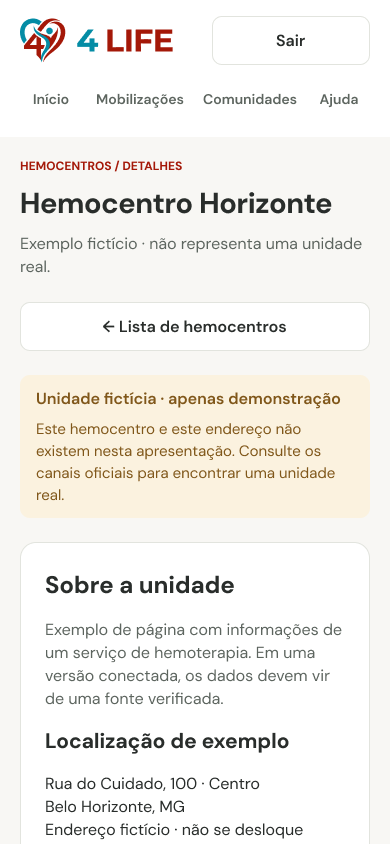 4 LIFE
Sair
Início Mobilizações Comunidades Ajuda
HEMOCENTROS / DETALHES
Hemocentro Horizonte
Exemplo fictício · não representa uma unidade
real.
← Lista de hemocentros
Unidade fictícia · apenas demonstração
Este hemocentro e este endereço não
existem nesta apresentação. Consulte os
canais oficiais para encontrar uma unidade
real.
Sobre a unidade
Exemplo de página com informações de
um serviço de hemoterapia. Em uma
versão conectada, os dados devem vir
de uma fonte verificada.
Localização de exemplo
Rua do Cuidado, 100 · Centro
Belo Horizonte, MG
Endereço fictício · não se desloque